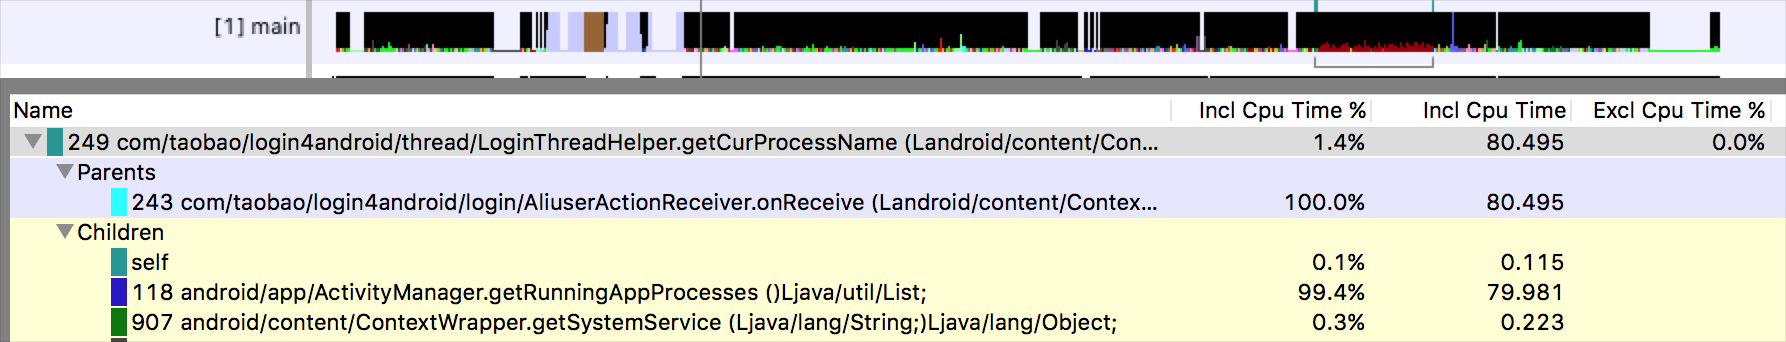 [1] main
Name Incl Cpu Time % Incl Cpu Time Excl Cpu Time %
249 com/taobao/login4android/thread/LoginThreadHelper.getCurProcessName (Landroid/content/Con... 1.4% 80.495 0.0%
Parents
243 com/taobao/login4android/login/AliuserActionReceiver.onReceive (Landroid/content/Contex... 100.0% 80.495
Children
self 0.1% 0.115
118 android/app/ActivityManager.getRunningAppProcesses ()Ljava/util/List; 99.4% 79.981
907 android/content/ContextWrapper.getSystemService (Ljava/lang/String;)Ljava/lang/Object; 0.3% 0.223